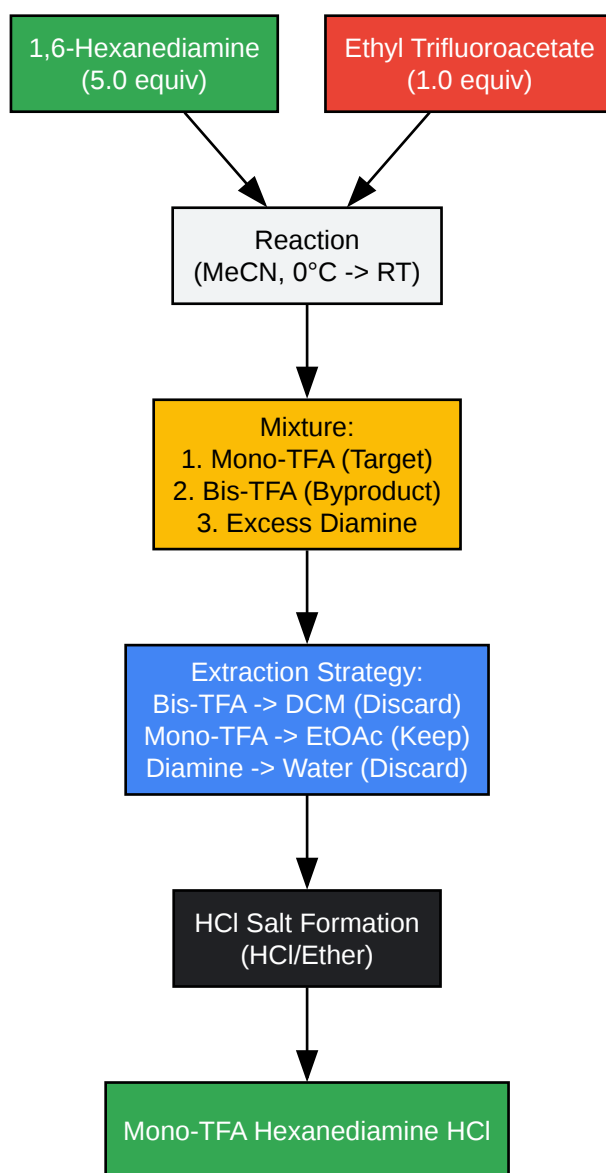 1,6-Hexanediamine
(5.0 equiv)
Ethyl Trifluoroacetate
(1.0 equiv)
Reaction
(MeCN, 0°C -> RT)
Mixture:
1. Mono-TFA (Target)
2. Bis-TFA (Byproduct)
3. Excess Diamine
Extraction Strategy:
Bis-TFA -> DCM (Discard)
Mono-TFA -> EtOAc (Keep)
Diamine -> Water (Discard)
HCl Salt Formation
(HCl/Ether)
Mono-TFA Hexanediamine HCl